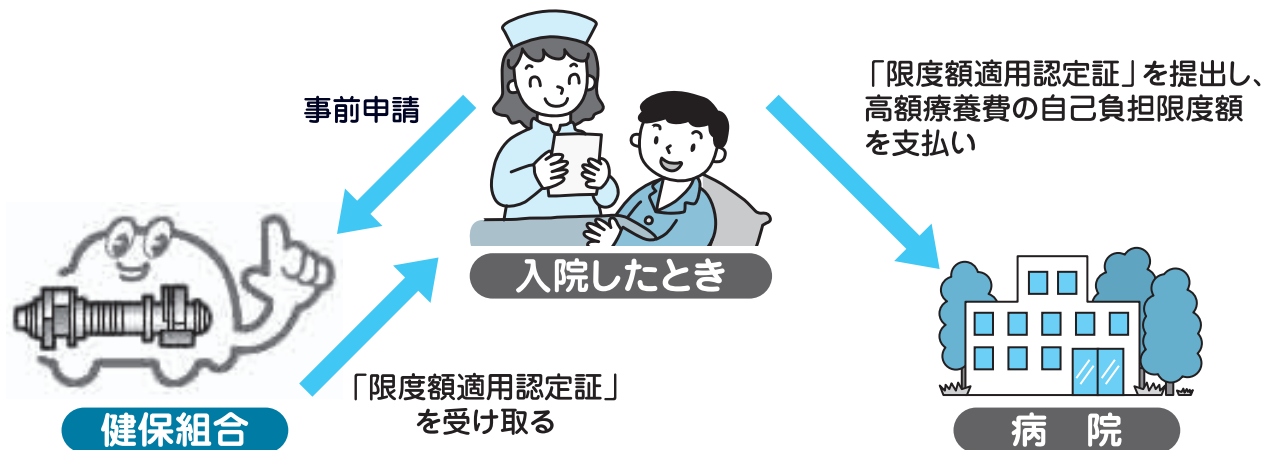 事前申請
「限度額適用認定証」を提出し、
高額療養費の自己負担限度額
を支払い
入院したとき
「限度額適用認定証」
を受け取る
健保組合
病　院